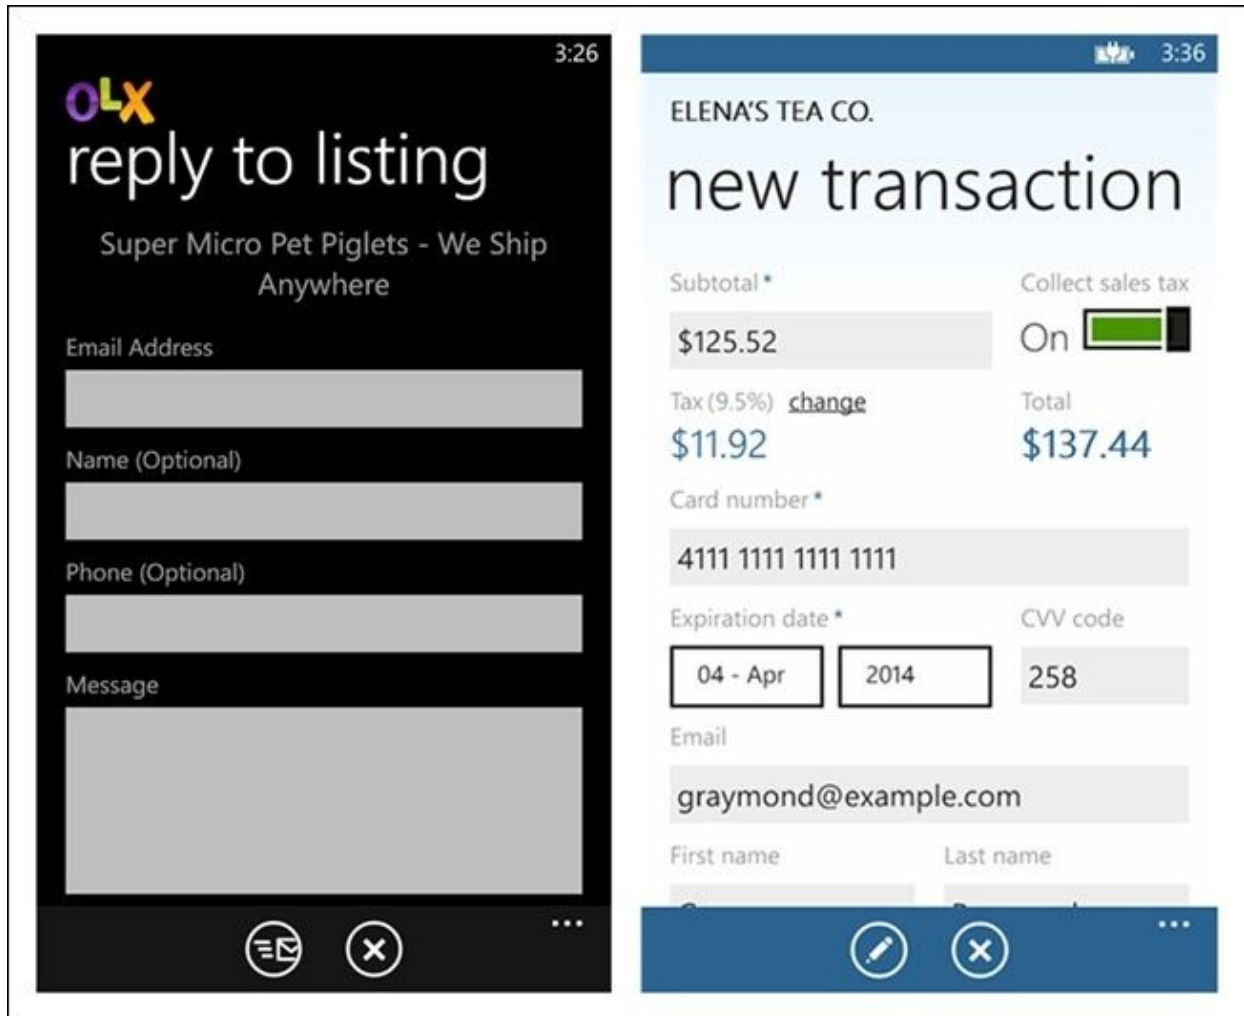 3:26
OLX
reply to listing
Super Micro Pet Piglets - We Ship
Anywhere
Email Address
Name (Optional)
Phone (Optional)
Message
3:36
ELENA'S TEA CO.
new transaction
Subtotal * Collect sales tax
$125.52 On
Tax (9.5%) change Total
$11.92 $137.44
Card number *
4111 1111 1111 1111
Expiration date * CVV code
04 - Apr 2014 258
Email
graymond@example.com
First name Last name